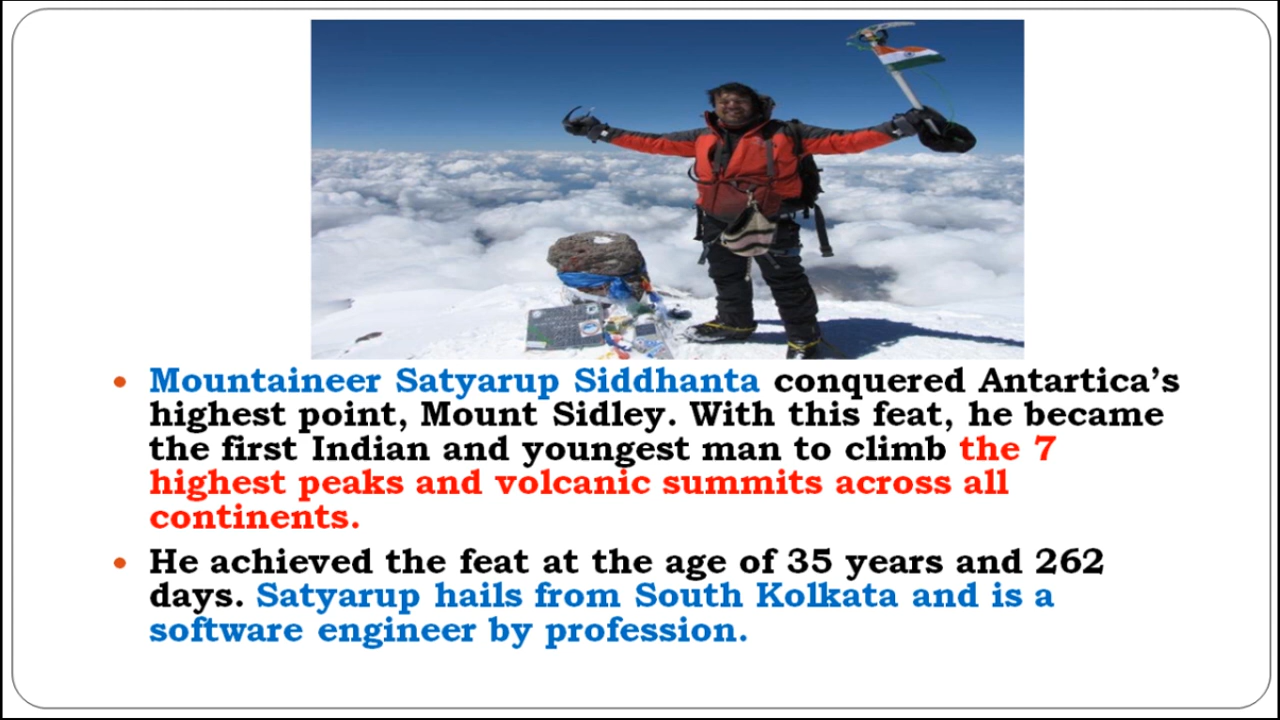 Mountaineer Satyarup Siddhanta conquered Antartica's
highest point, Mount Sidley. With this feat, he became
the first Indian and youngest man to climb the 7
highest peaks and volcanic summits across all
continents.
He achieved the feat at the age of 35 years and 262
days. Satyarup hails from South Kolkata and is a
software engineer by profession.